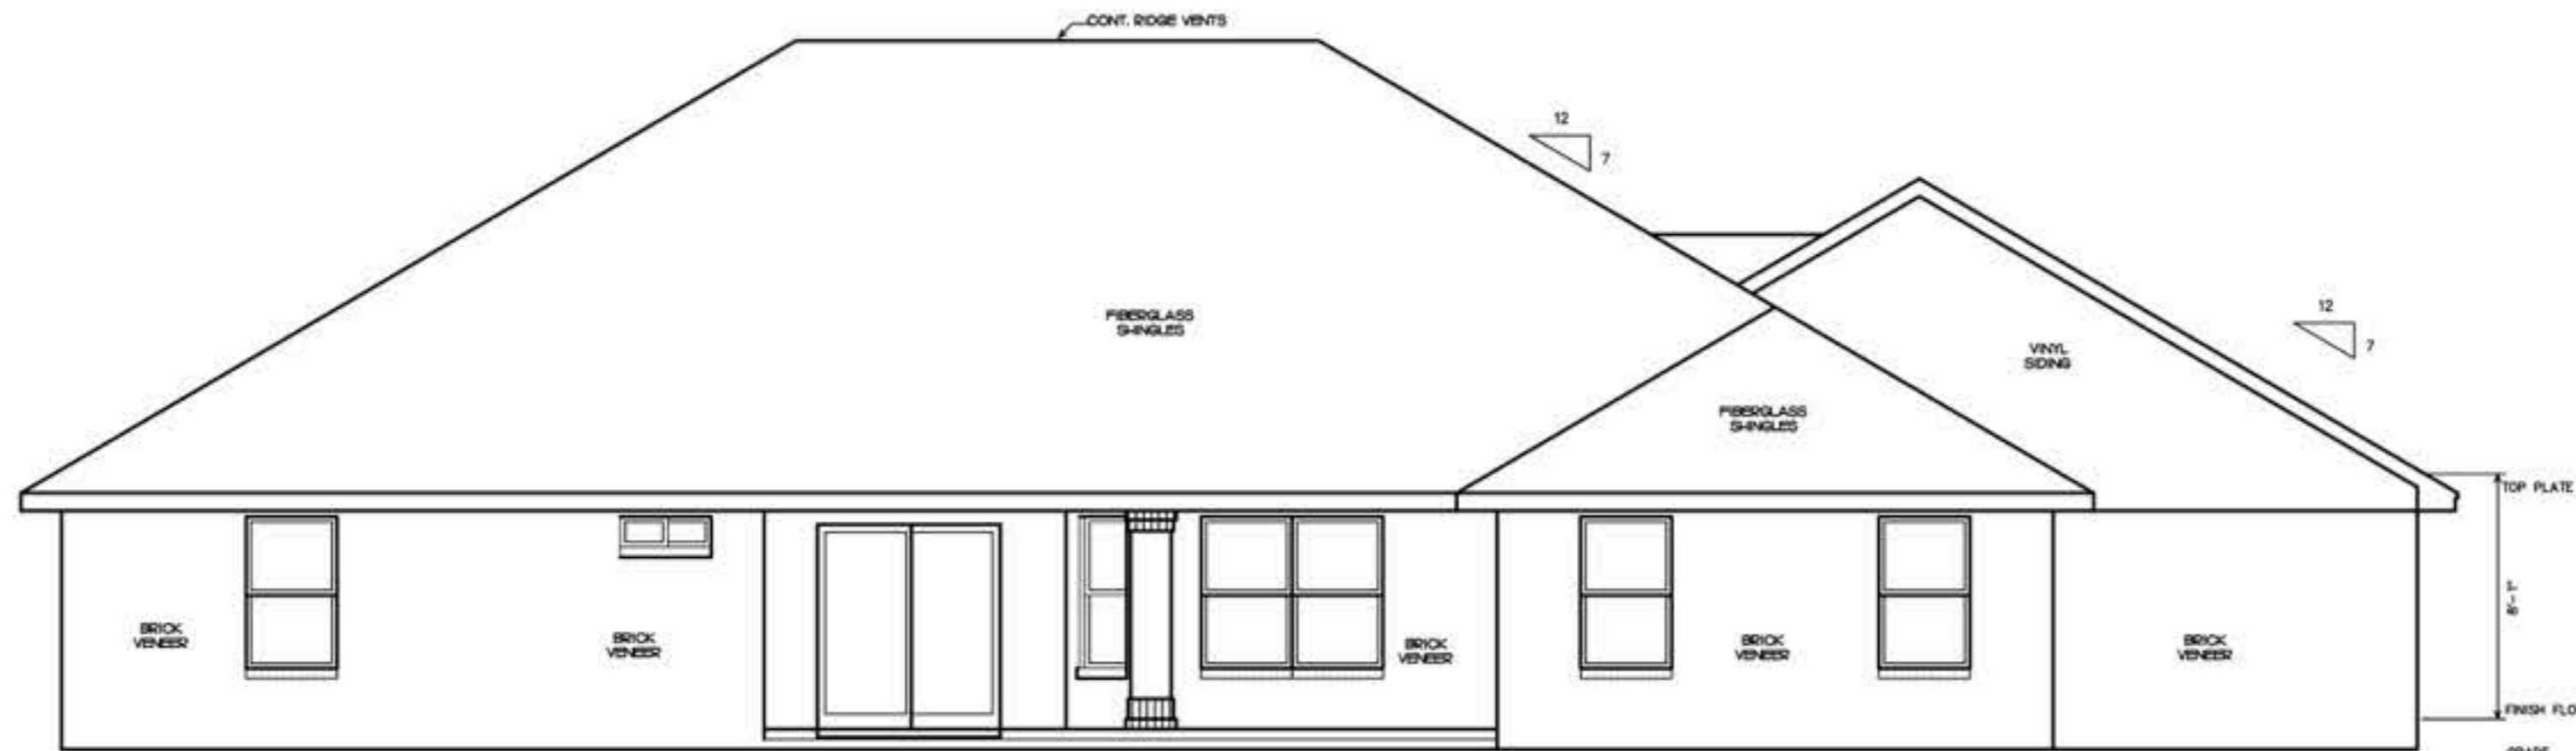 CONT. RIDGE VENTS
12
7
FIBERGLASS
SHINGLES
12
7
VINYL
SIDING
FIBERGLASS
SHINGLES
TOP PLATE
8'-1"
BRICK
VENEER
BRICK
VENEER
BRICK
VENEER
BRICK
VENEER
BRICK
VENEER
FINISH FLO